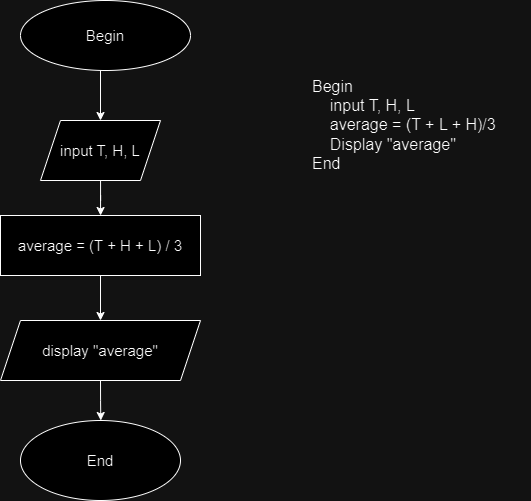 Begin
input T, H, L
average = (T + H + L) / 3
display "average"
End
Begin
input T, H, L
average = (T + L + H)/3
Display "average"
End